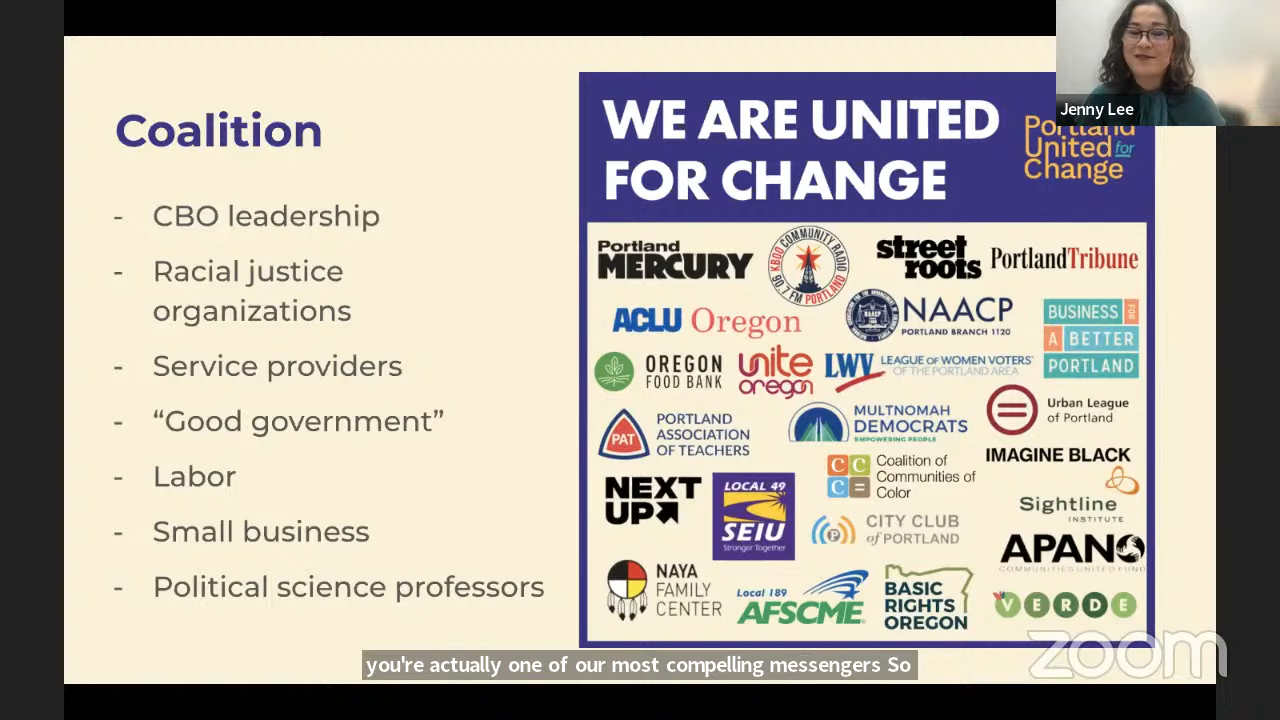 Jenny Lee
Coalition
- CBO leadership
- Racial justice
organizations
- Service providers
- “Good government”
- Labor
- Small business
- Political science professors
WE ARE UNITED
FOR CHANGE
Portland
United for
Change
Portland
MERCURY
KBOO COMMUNITY RADIO
90.7 FM PORTLAND
street
roots
PortlandTribune
ACLU Oregon
NAACP
PORTLAND BRANCH 1120
BUSINESS FOR
A BETTER
PORTLAND
OREGON
FOOD BANK
unite
oregon
LWV LEAGUE OF WOMEN VOTERS®
OF THE PORTLAND AREA
PAT
PORTLAND
ASSOCIATION
OF TEACHERS
MULTNOMAH
DEMOCRATS
EMPOWERING PEOPLE
Urban League
of Portland
IMAGINE BLACK
NEXT
UP
LOCAL 49
SEIU
Stronger Together
CC
C=
Coalition of
Communities of
Color
Sightline
INSTITUTE
P
CITY CLUB
of PORTLAND
APANO
COMMUNITIES UNITED FUND
NAYA
FAMILY
CENTER
Local 189
AFSCME
BASIC
RIGHTS
OREGON
VERDE
you're actually one of our most compelling messengers So
zoom